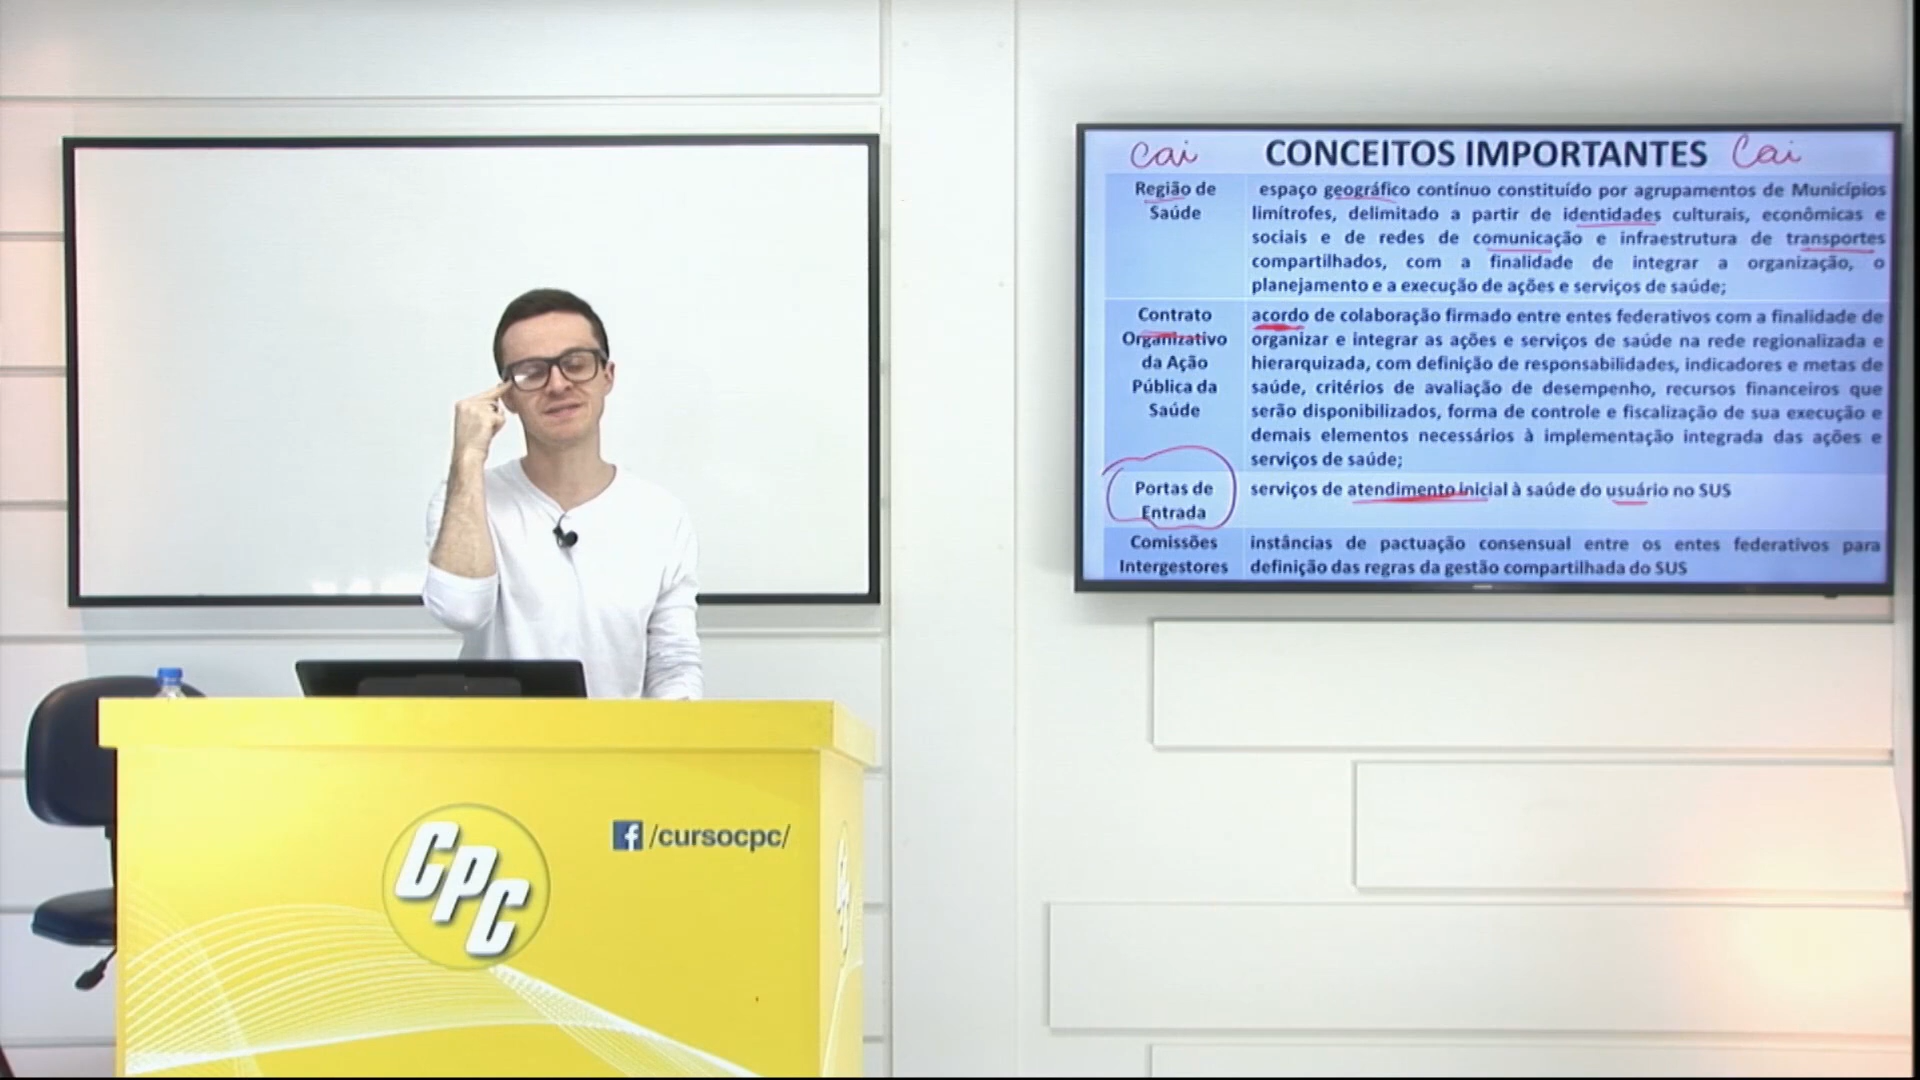 cai CONCEITOS IMPORTANTES Cai
Região de
Saúde
espaço geográfico contínuo constituído por agrupamentos de Municípios
limítrofes, delimitado a partir de identidades culturais, econômicas e
sociais e de redes de comunicação e infraestrutura de transportes
compartilhados, com a finalidade de integrar a organização, o
planejamento e a execução de ações e serviços de saúde;
Contrato
Organizativo
da Ação
Pública da
Saúde
acordo de colaboração firmado entre entes federativos com a finalidade de
organizar e integrar as ações e serviços de saúde na rede regionalizada e
hierarquizada, com definição de responsabilidades, indicadores e metas de
saúde, critérios de avaliação de desempenho, recursos financeiros que
serão disponibilizados, forma de controle e fiscalização de sua execução e
demais elementos necessários à implementação integrada das ações e
serviços de saúde;
Portas de
Entrada
serviços de atendimento inicial à saúde do usuário no SUS
Comissões
Intergestores
instâncias de pactuação consensual entre os entes federativos para
definição das regras da gestão compartilhada do SUS
f /cursocpc/
CPC